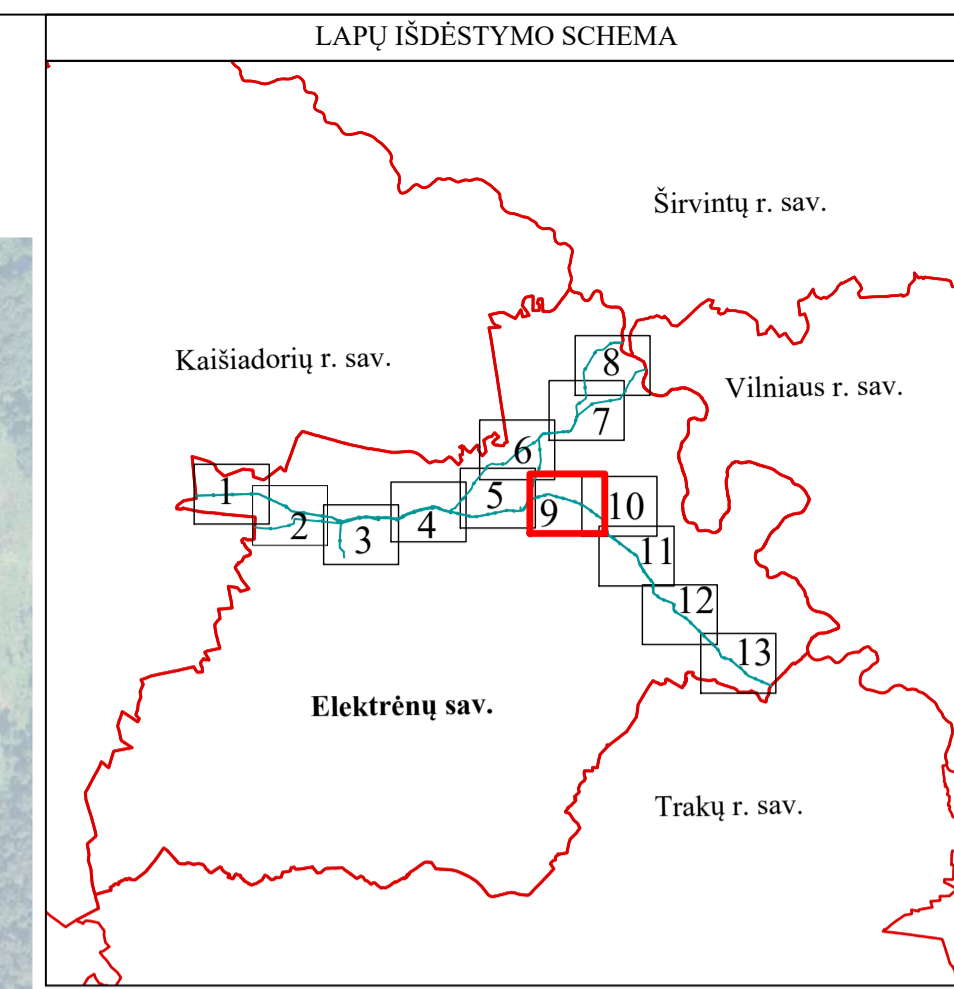 LAPŲ IŠDĖSTYMO SCHEMA
Širvintų r. sav.
Kaišiadorių r. sav.
8
Vilniaus r. sav.
7
6
1
5
9
10
2
4
3
11
12
13
Elektrėnų sav.
Trakų r. sav.